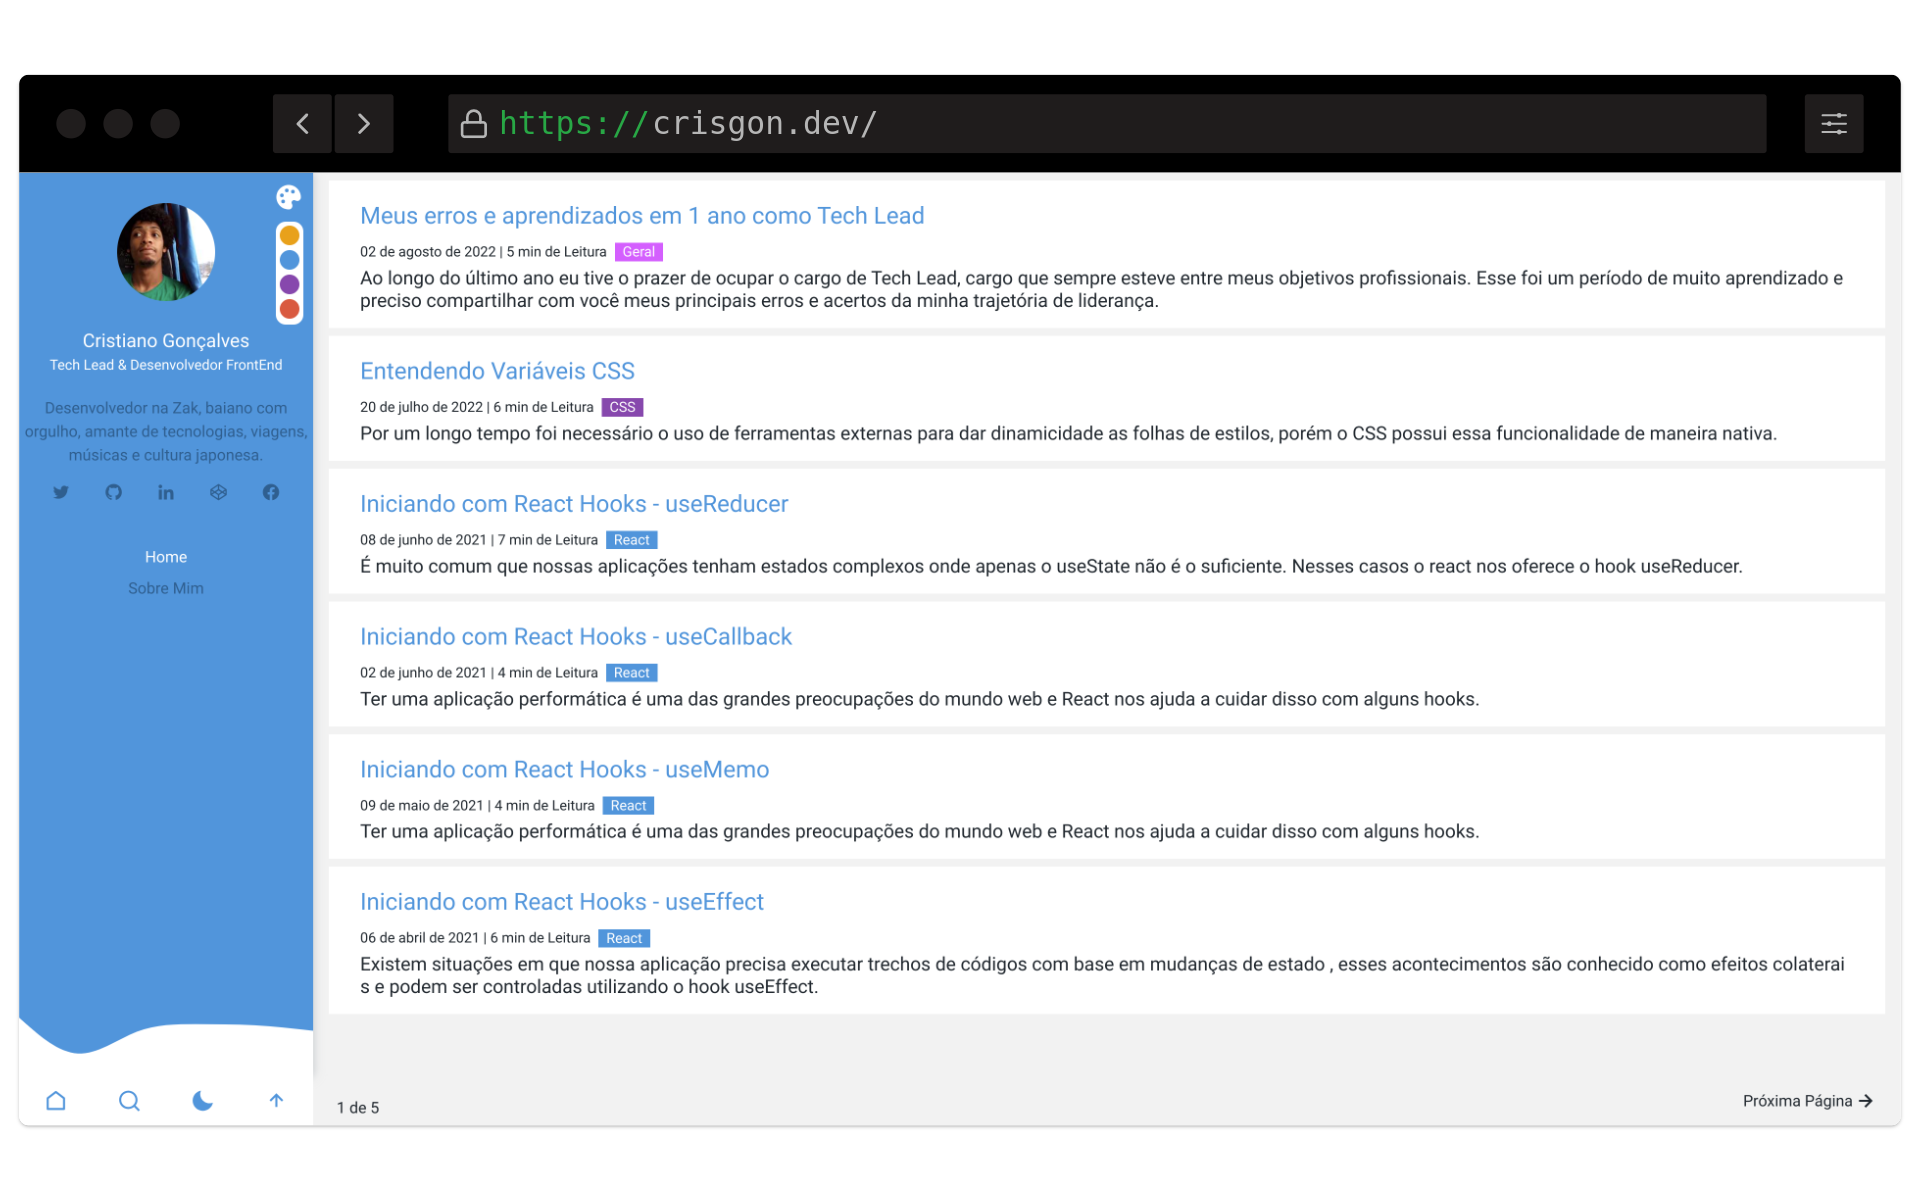 https://crisgon.dev/
Cristiano Gonçalves
Tech Lead & Desenvolvedor FrontEnd
Desenvolvedor na Zak, baiano com
orgulho, amante de tecnologias, viagens,
músicas e cultura japonesa.
Home
Sobre Mim
Meus erros e aprendizados em 1 ano como Tech Lead
02 de agosto de 2022 | 5 min de Leitura Geral
Ao longo do último ano eu tive o prazer de ocupar o cargo de Tech Lead, cargo que sempre esteve entre meus objetivos profissionais. Esse foi um período de muito aprendizado e
preciso compartilhar com você meus principais erros e acertos da minha trajetória de liderança.
Entendendo Variáveis CSS
20 de julho de 2022 | 6 min de Leitura CSS
Por um longo tempo foi necessário o uso de ferramentas externas para dar dinamicidade as folhas de estilos, porém o CSS possui essa funcionalidade de maneira nativa.
Iniciando com React Hooks - useReducer
08 de junho de 2021 | 7 min de Leitura React
É muito comum que nossas aplicações tenham estados complexos onde apenas o useState não é o suficiente. Nesses casos o react nos oferece o hook useReducer.
Iniciando com React Hooks - useCallback
02 de junho de 2021 | 4 min de Leitura React
Ter uma aplicação performática é uma das grandes preocupações do mundo web e React nos ajuda a cuidar disso com alguns hooks.
Iniciando com React Hooks - useMemo
09 de maio de 2021 | 4 min de Leitura React
Ter uma aplicação performática é uma das grandes preocupações do mundo web e React nos ajuda a cuidar disso com alguns hooks.
Iniciando com React Hooks - useEffect
06 de abril de 2021 | 6 min de Leitura React
Existem situações em que nossa aplicação precisa executar trechos de códigos com base em mudanças de estado , esses acontecimentos são conhecido como efeitos colaterai
s e podem ser controladas utilizando o hook useEffect.
1 de 5
Próxima Página